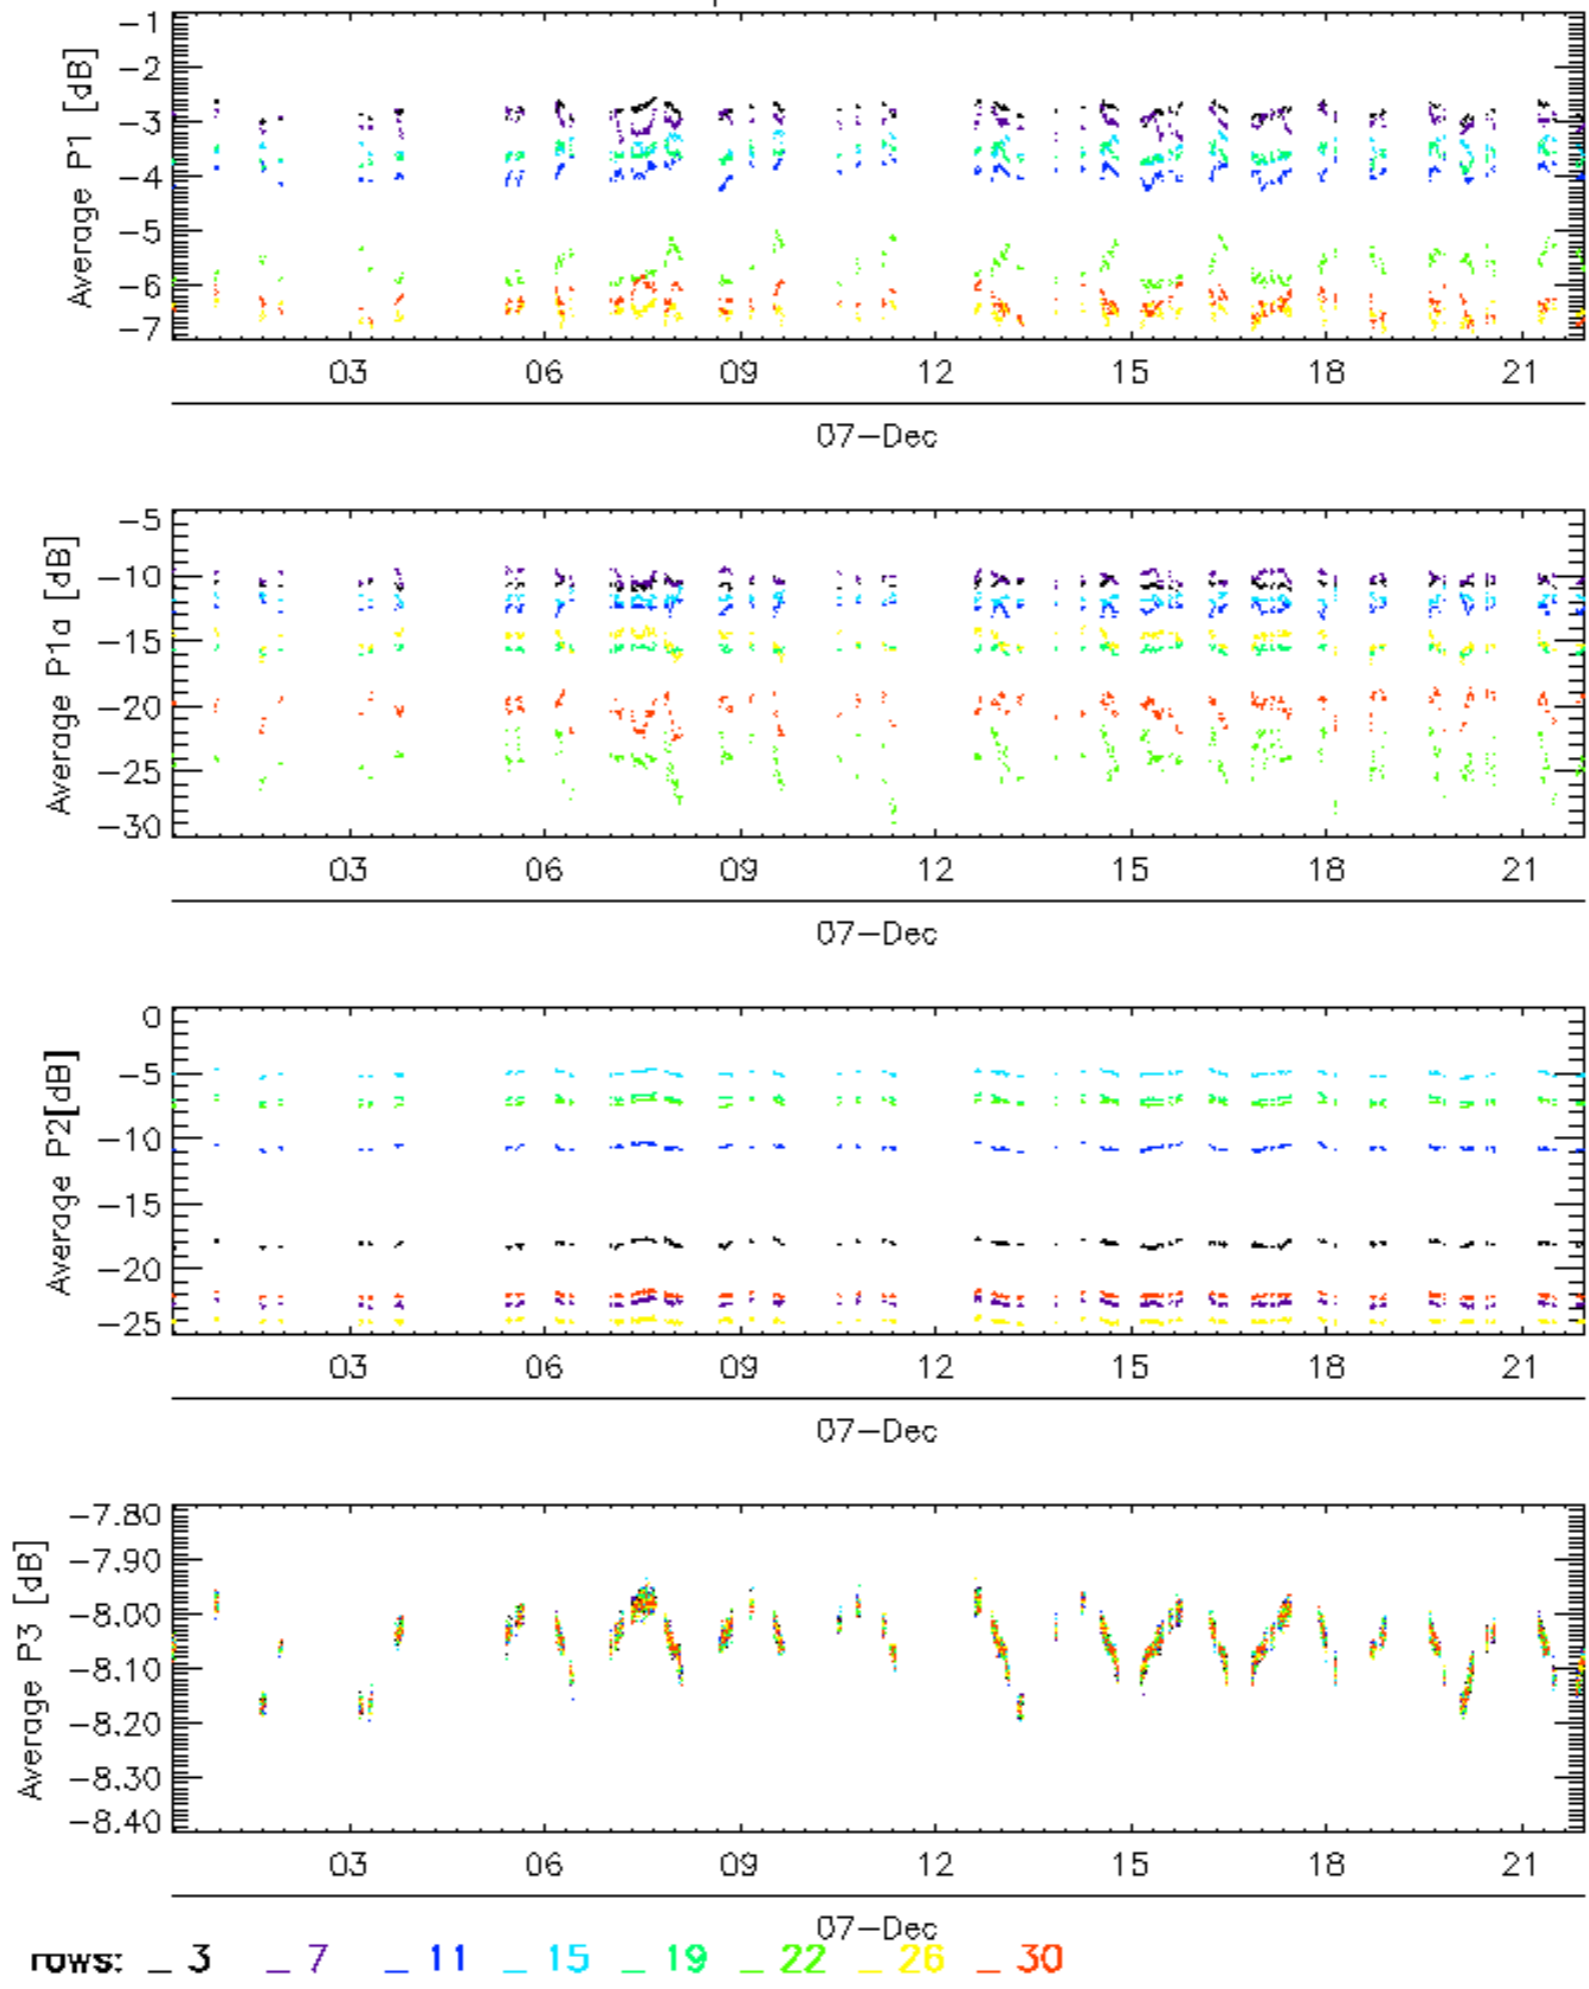 Average P1 [dB]
-1
-2
-3
-4
-5
-6
-7
03 06 09 12 15 18 21
07-Dec
Average P1a [dB]
-5
-10
-15
-20
-25
-30
03 06 09 12 15 18 21
07-Dec
Average P2[dB]
0
-5
-10
-15
-20
-25
03 06 09 12 15 18 21
07-Dec
Average P3 [dB]
-7.80
-7.90
-8.00
-8.10
-8.20
-8.30
-8.40
03 06 09 12 15 18 21
07-Dec
rows: _ 3 _ 7 _ 11 _ 15 _ 19 _ 22 _ 26 _ 30